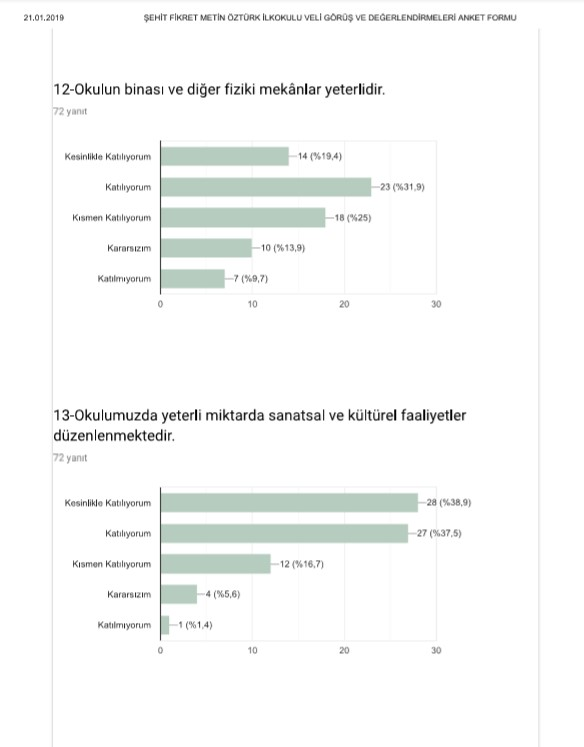 21.01.2019 ŞEHİT FİKRET METİN ÖZTÜRK İLKOKULU VELİ GÖRÜŞ VE DEĞERLENDİRMELERİ ANKET FORMU
12-Okulun binası ve diğer fiziki mekânlar yeterlidir.
72 yanıt
Kesinlikle Katılıyorum 14 (%19,4)
Katılıyorum 23 (%31,9)
Kısmen Katılıyorum 18 (%25)
Kararsızım 10 (%13,9)
Katılmıyorum 7 (%9,7)
0 10 20 30
13-Okulumuzda yeterli miktarda sanatsal ve kültürel faaliyetler
düzenlenmektedir.
72 yanıt
Kesinlikle Katılıyorum 28 (%38,9)
Katılıyorum 27 (%37,5)
Kısmen Katılıyorum 12 (%16,7)
Kararsızım 4 (%5,6)
Katılmıyorum 1 (%1,4)
0 10 20 30